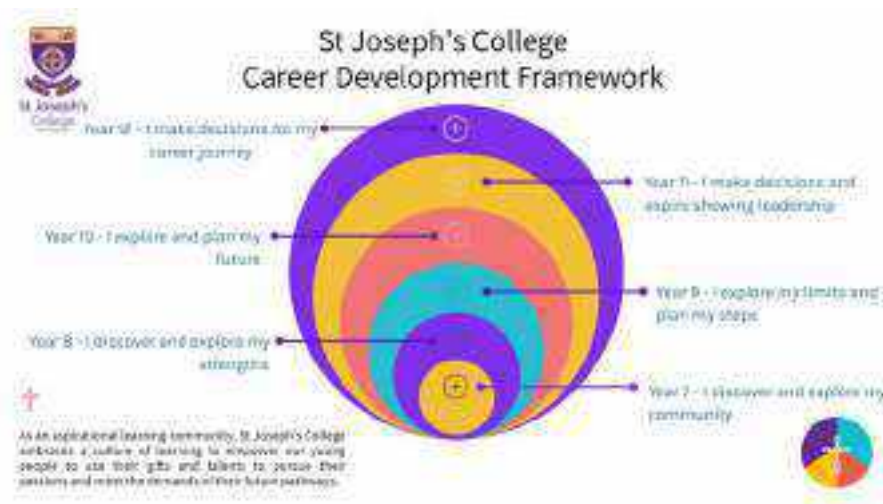 St Joseph's College
Career Development Framework
St Joseph's
College
Year 12 - I make decisions for my
career journey
Year 11 - I make decisions and
aspire showing leadership
Year 10 - I explore and plan my
future
Year 9 - I explore my limits and
plan my steps
Year 8 - I discover and explore my
strengths
Year 7 - I discover and explore my
community
As an aspirational learning community, St Joseph's College
embraces a culture of learning to empower our young
people to use their gifts and talents to pursue their
passions and meet the demands of their future pathways.